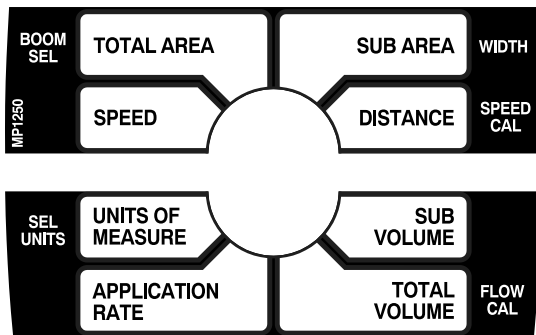 BOOM
SEL
TOTAL AREA
SUB AREA
WIDTH
MP1250
SPEED
DISTANCE
SPEED
CAL
SEL
UNITS
UNITS OF
MEASURE
SUB
VOLUME
APPLICATION
RATE
TOTAL
VOLUME
FLOW
CAL